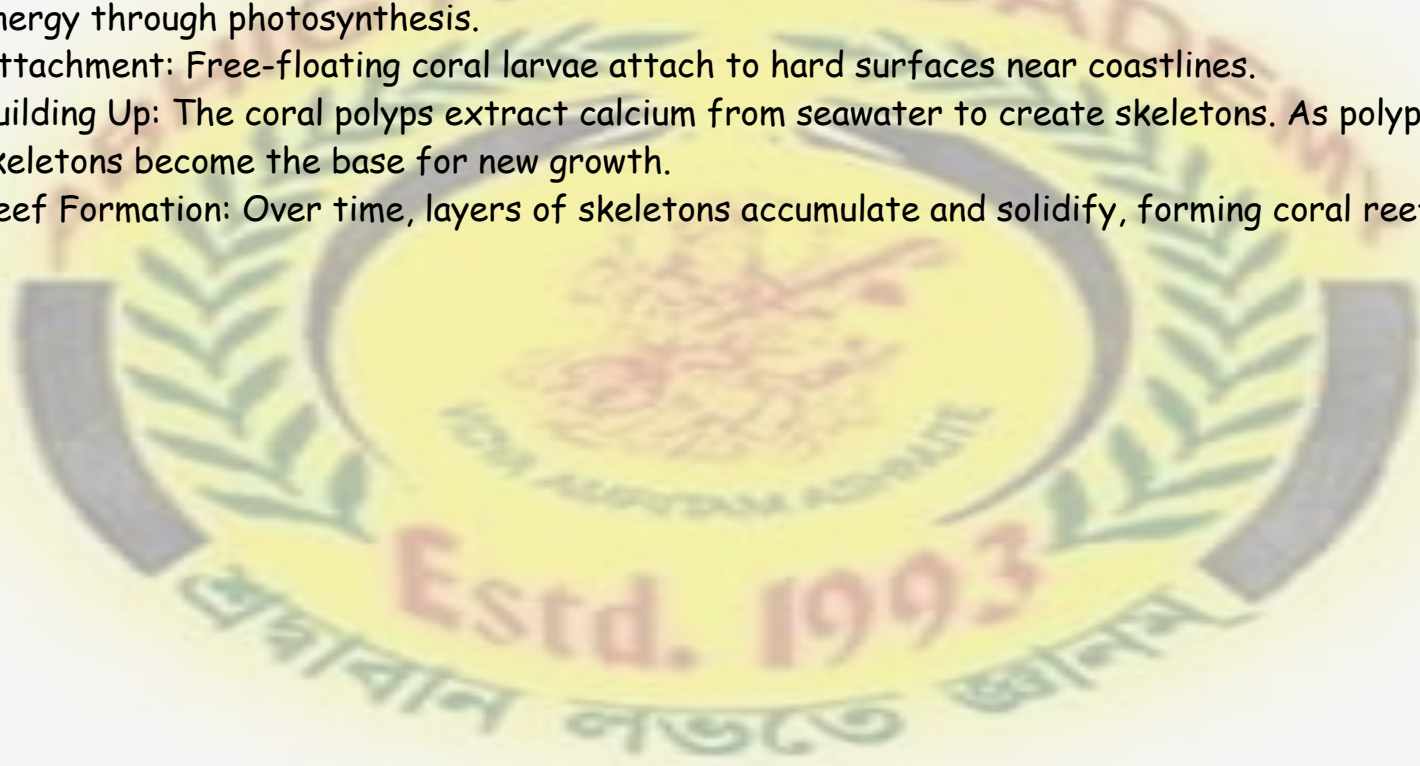 nergy through photosynthesis.
ttachment: Free-floating coral larvae attach to hard surfaces near coastlines.
uilding Up: The coral polyps extract calcium from seawater to create skeletons. As polyp
keletons become the base for new growth.
eef Formation: Over time, layers of skeletons accumulate and solidify, forming coral reef
Estd. 1993
শ্রদ্ধাবান লভতে জ্ঞানম্